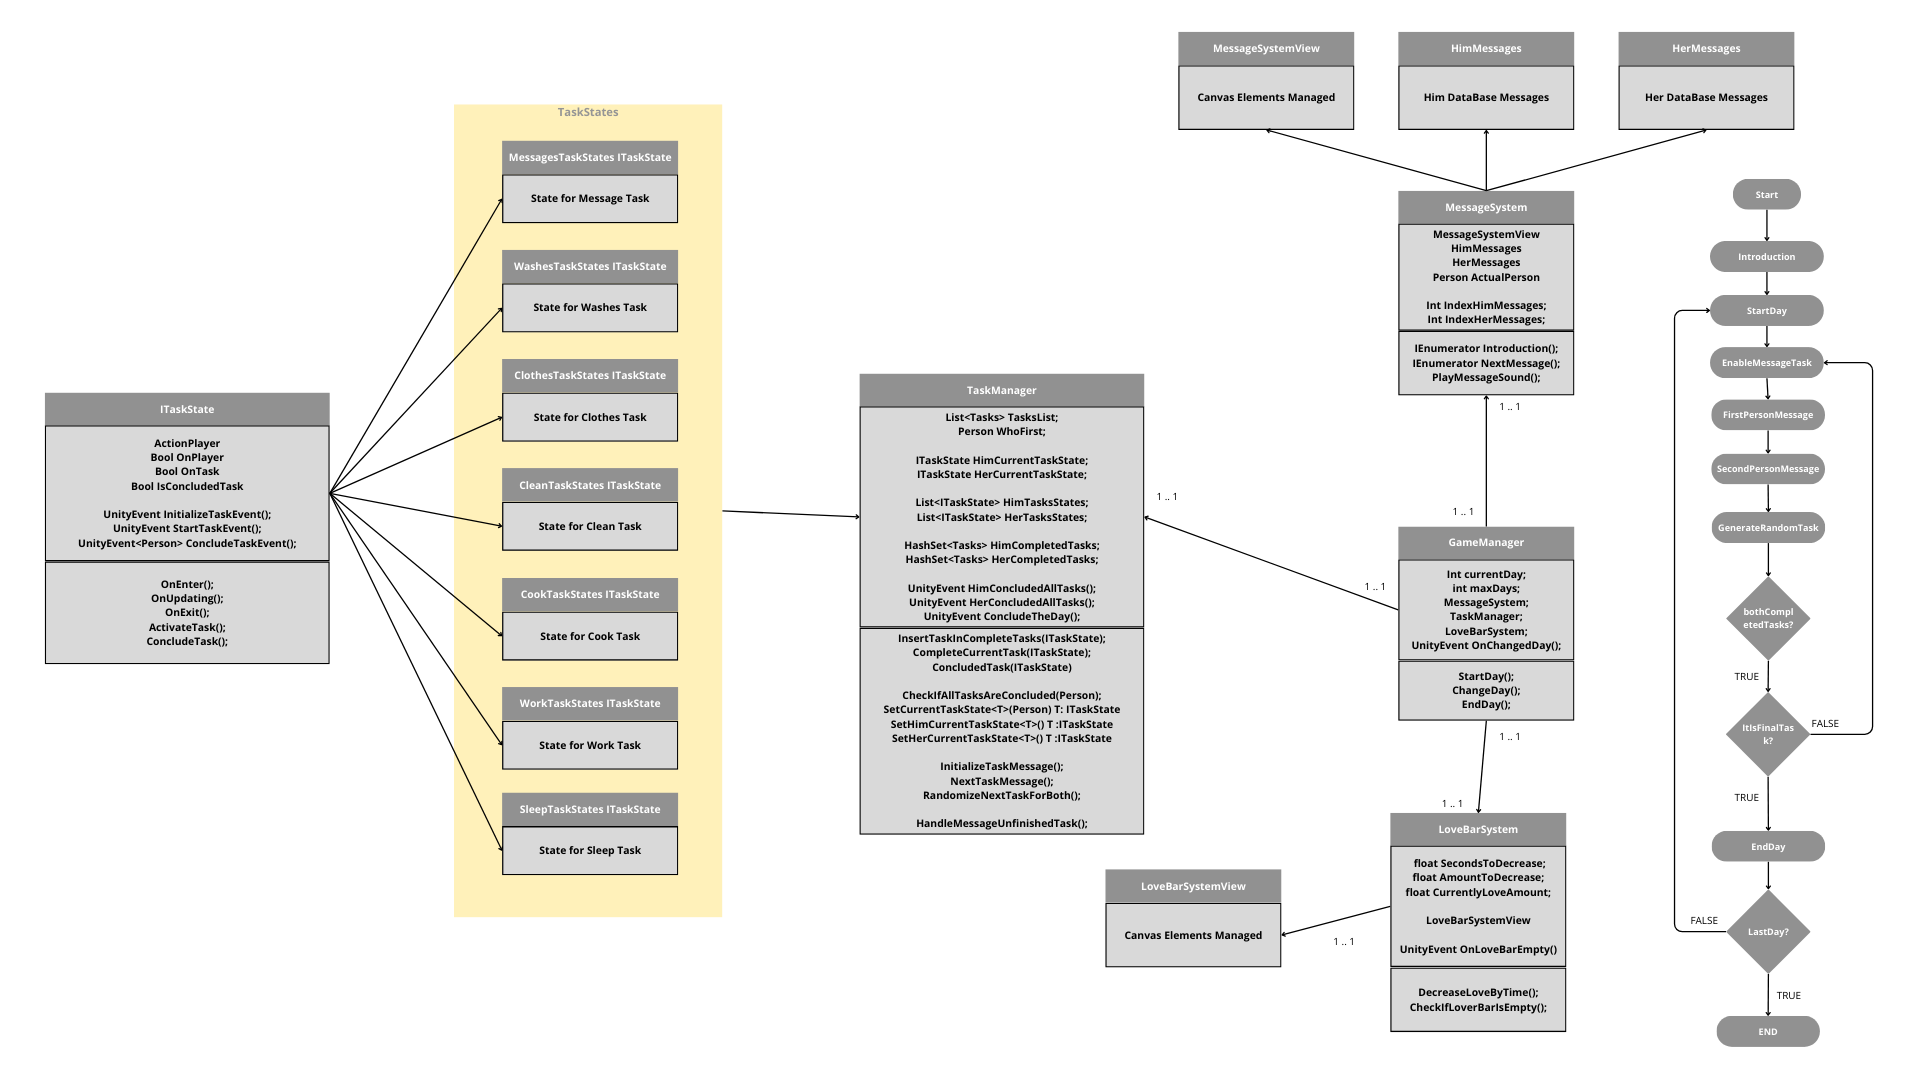 ITaskState
ActionPlayer
Bool OnPlayer
Bool OnTask
Bool IsConcludedTask
UnityEvent InitializeTaskEvent();
UnityEvent StartTaskEvent();
UnityEvent<Person> ConcludeTaskEvent();
OnEnter();
OnUpdating();
OnExit();
ActivateTask();
ConcludeTask();
TaskStates
MessagesTaskStates ITaskState
State for Message Task
WashesTaskStates ITaskState
State for Washes Task
ClothesTaskStates ITaskState
State for Clothes Task
CleanTaskStates ITaskState
State for Clean Task
CookTaskStates ITaskState
State for Cook Task
WorkTaskStates ITaskState
State for Work Task
SleepTaskStates ITaskState
State for Sleep Task
TaskManager
List<Tasks> TasksList;
Person WhoFirst;
ITaskState HimCurrentTaskState;
ITaskState HerCurrentTaskState;
List<ITaskState> HimTasksStates;
List<ITaskState> HerTasksStates;
HashSet<Tasks> HimCompletedTasks;
HashSet<Tasks> HerCompletedTasks;
UnityEvent HimConcludedAllTasks();
UnityEvent HerConcludedAllTasks();
UnityEvent ConcludeTheDay();
InsertTaskInCompleteTasks(ITaskState);
CompleteCurrentTask(ITaskState);
ConcludedTask(ITaskState)
CheckIfAllTasksAreConcluded(Person);
SetCurrentTaskState<T>(Person) T: ITaskState
SetHimCurrentTaskState<T>() T :ITaskState
SetHerCurrentTaskState<T>() T :ITaskState
InitializeTaskMessage();
NextTaskMessage();
RandomizeNextTaskForBoth();
HandleMessageUnfinishedTask();
MessageSystemView
Canvas Elements Managed
HimMessages
Him DataBase Messages
HerMessages
Her DataBase Messages
MessageSystem
MessageSystemView
HimMessages
HerMessages
Person ActualPerson
Int IndexHimMessages;
Int IndexHerMessages;
IEnumerator Introduction();
IEnumerator NextMessage();
PlayMessageSound();
1 .. 1
1 .. 1
1 .. 1
1 .. 1
GameManager
Int currentDay;
int maxDays;
MessageSystem;
TaskManager;
LoveBarSystem;
UnityEvent OnChangedDay();
StartDay();
ChangeDay();
EndDay();
1 .. 1
1 .. 1
LoveBarSystem
float SecondsToDecrease;
float AmountToDecrease;
float CurrentlyLoveAmount;
LoveBarSystemView
UnityEvent OnLoveBarEmpty()
DecreaseLoveByTime();
CheckIfLoverBarIsEmpty();
1 .. 1
LoveBarSystemView
Canvas Elements Managed
Start
Introduction
StartDay
EnableMessageTask
FirstPersonMessage
SecondPersonMessage
GenerateRandomTask
bothCompl
etedTasks?
TRUE
ItIsFinalTas
k?
FALSE
TRUE
EndDay
FALSE
LastDay?
TRUE
END